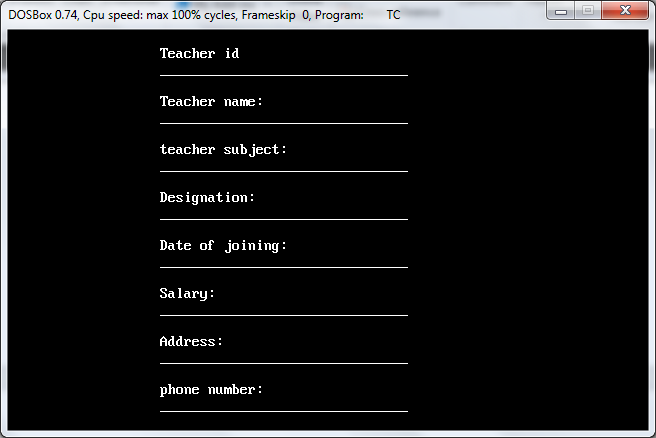 DOSBox 0.74, Cpu speed: max 100% cycles, Frameskip 0, Program: TC
Teacher id
Teacher name:
teacher subject:
Designation:
Date of joining:
Salary:
Address:
phone number: